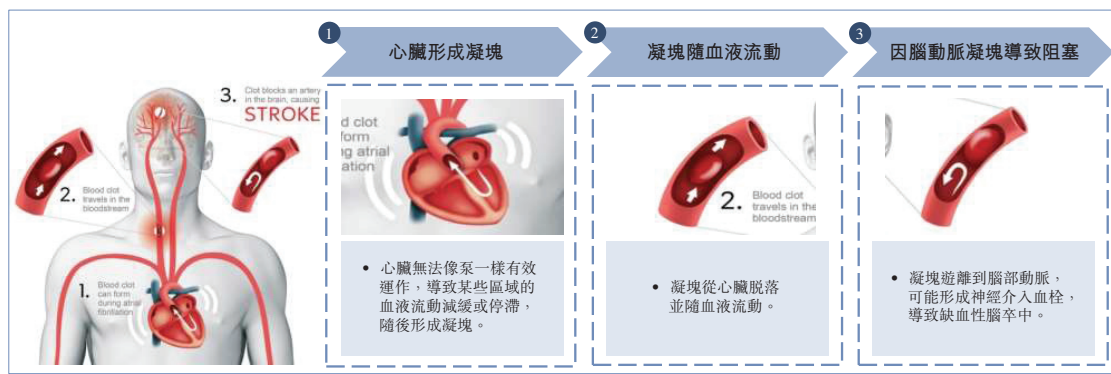 3. Clot blocks an artery
in the brain, causing
STROKE
2. Blood clot
travels in the
bloodstream
1. Blood clot
can form
during atrial
fibrillation
1
心臟形成凝塊
d clot
form
ng atrial
illation
• 心臟無法像泵一樣有效
運作，導致某些區域的
血液流動減緩或停滯，
隨後形成凝塊。
2
凝塊隨血液流動
2. Blood clot
travels in the
bloodstream
• 凝塊從心臟脱落
並隨血液流動。
3
因腦動脈凝塊導致阻塞
• 凝塊遊離到腦部動脈，
可能形成神經介入血栓，
導致缺血性腦卒中。